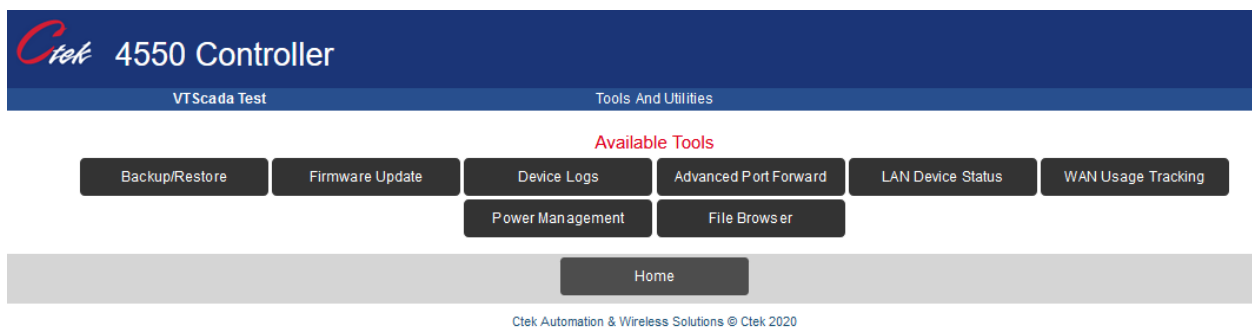 Ctek 4550 Controller
VTScada Test Tools And Utilities
Available Tools
Backup/Restore Firmware Update Device Logs Advanced Port Forward LAN Device Status WAN Usage Tracking
Power Management File Browser
Home
Ctek Automation & Wireless Solutions © Ctek 2020